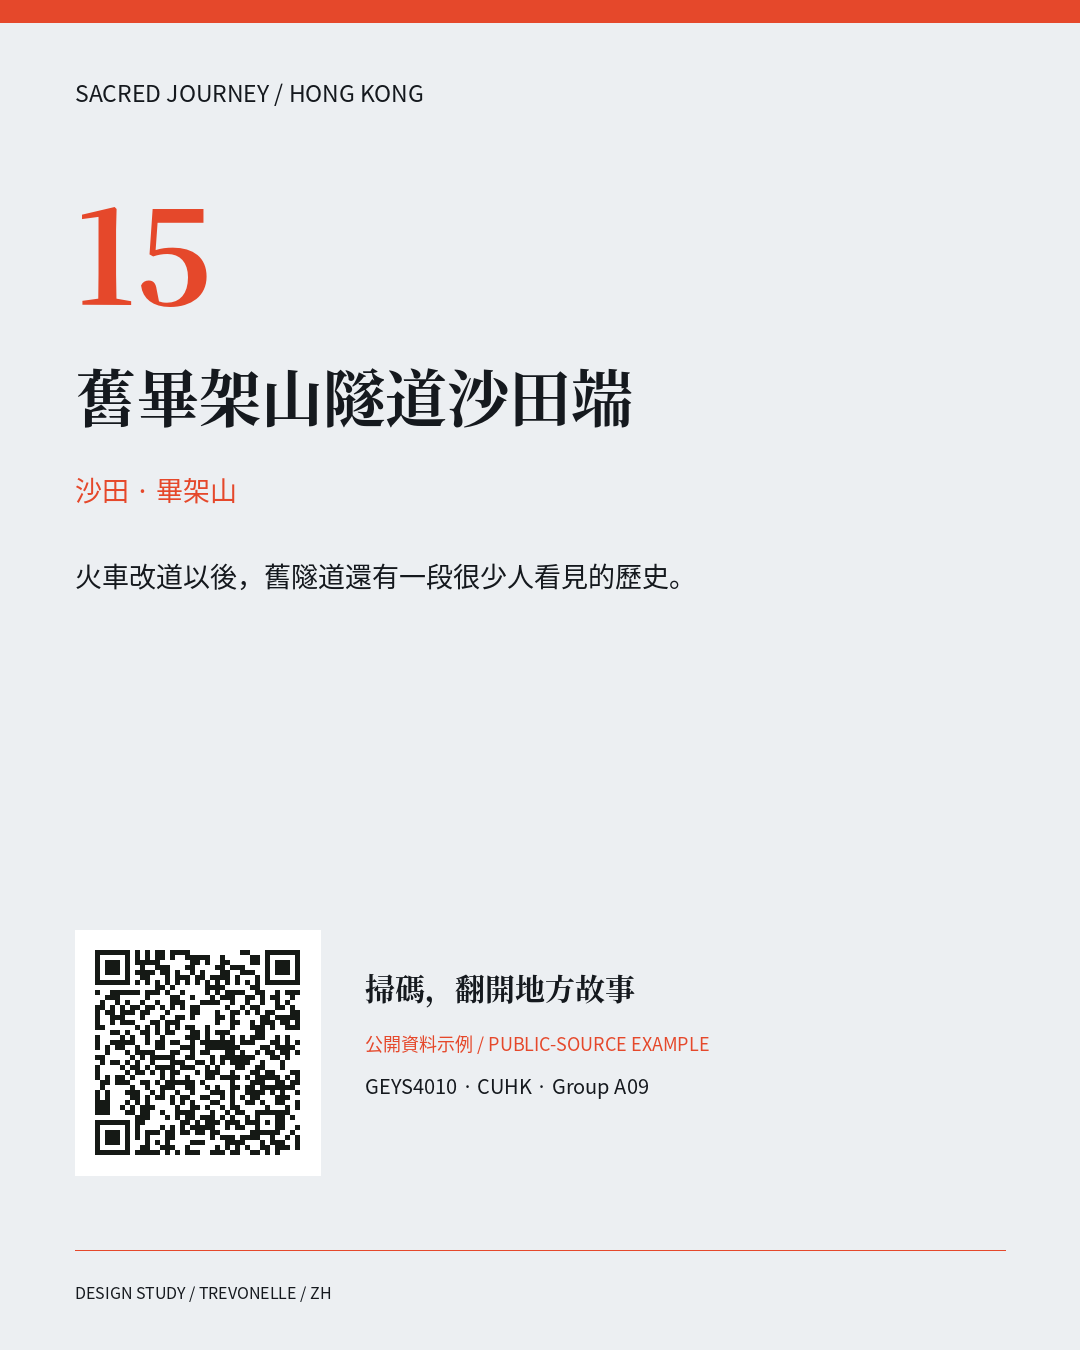 SACRED JOURNEY / HONG KONG
15
舊畢架山隧道沙田端
沙田 · 畢架山
火車改道以後，舊隧道還有一段很少人看見的歷史。
掃碼，翻開地方故事
公開資料示例 / PUBLIC-SOURCE EXAMPLE
GEYS4010 · CUHK · Group A09
DESIGN STUDY / TREVONELLE / ZH